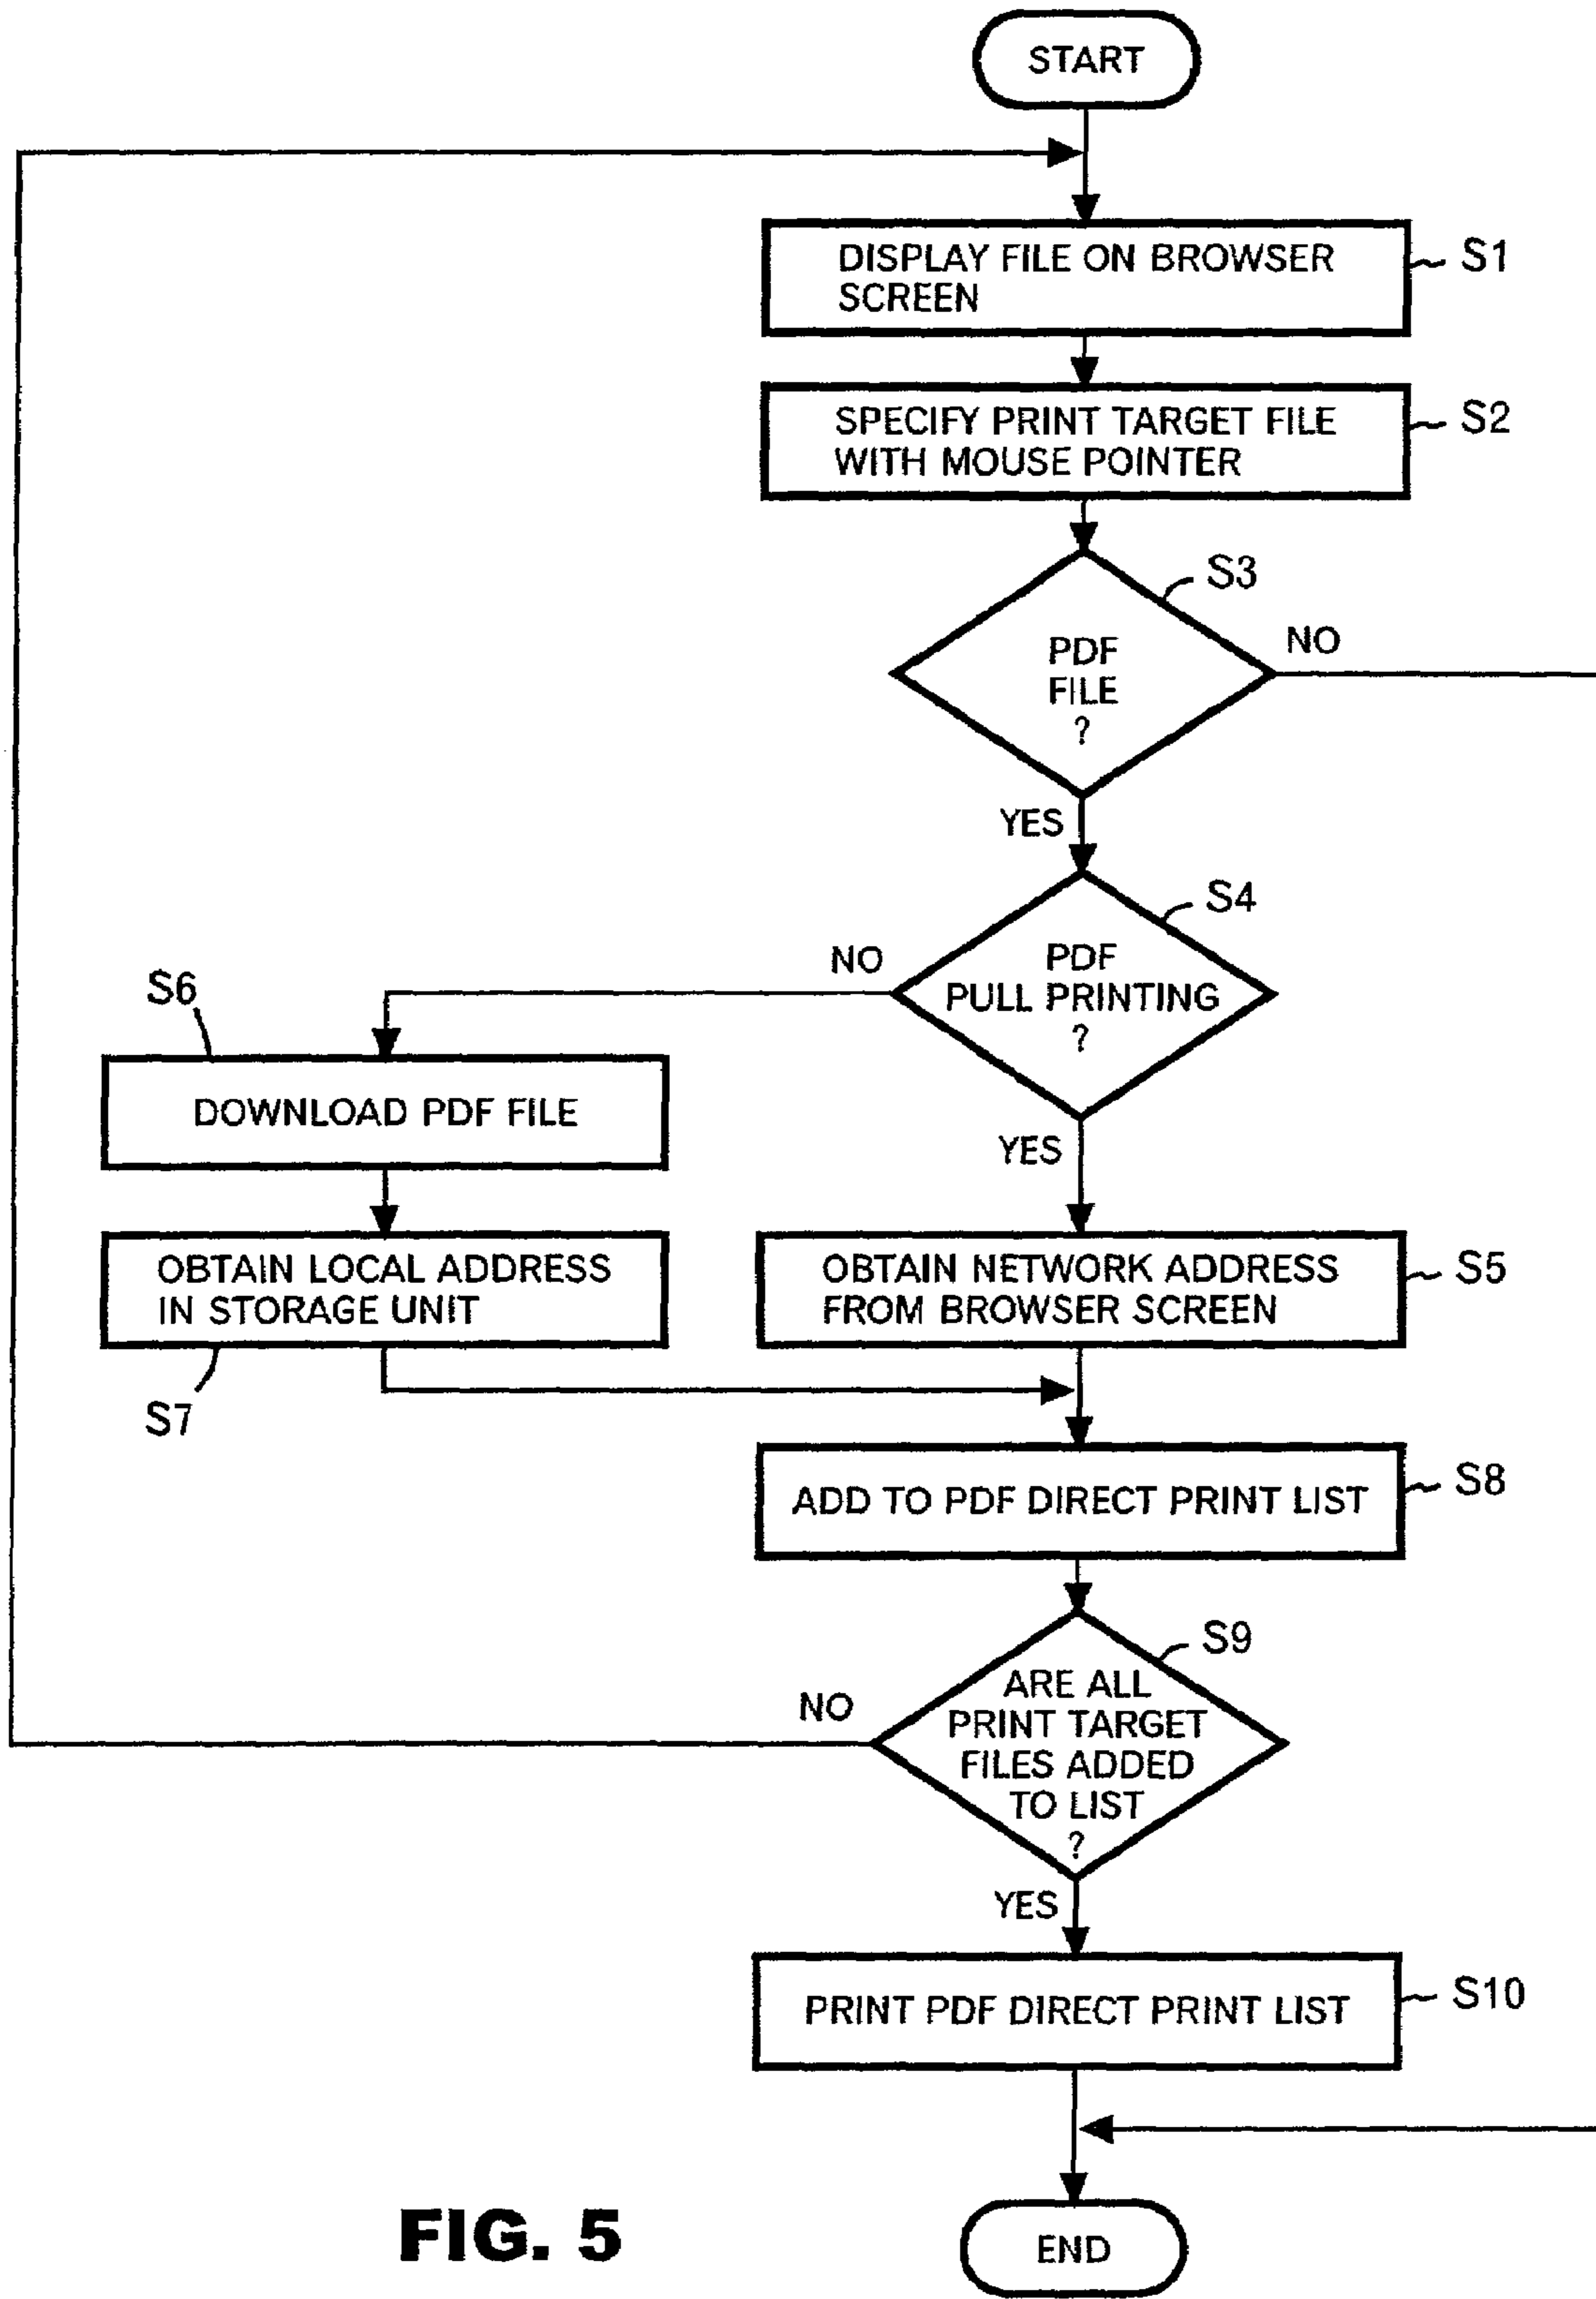 START
DISPLAY FILE ON BROWSER
SCREEN
S1
SPECIFY PRINT TARGET FILE
WITH MOUSE POINTER
S2
S3
PDF
FILE
?
NO
YES
S4
PDF
PULL PRINTING
?
NO
YES
S6
DOWNLOAD PDF FILE
OBTAIN LOCAL ADDRESS
IN STORAGE UNIT
S7
OBTAIN NETWORK ADDRESS
FROM BROWSER SCREEN
S5
ADD TO PDF DIRECT PRINT LIST
S8
S9
ARE ALL
PRINT TARGET
FILES ADDED
TO LIST
?
NO
YES
PRINT PDF DIRECT PRINT LIST
S10
END
FIG. 5